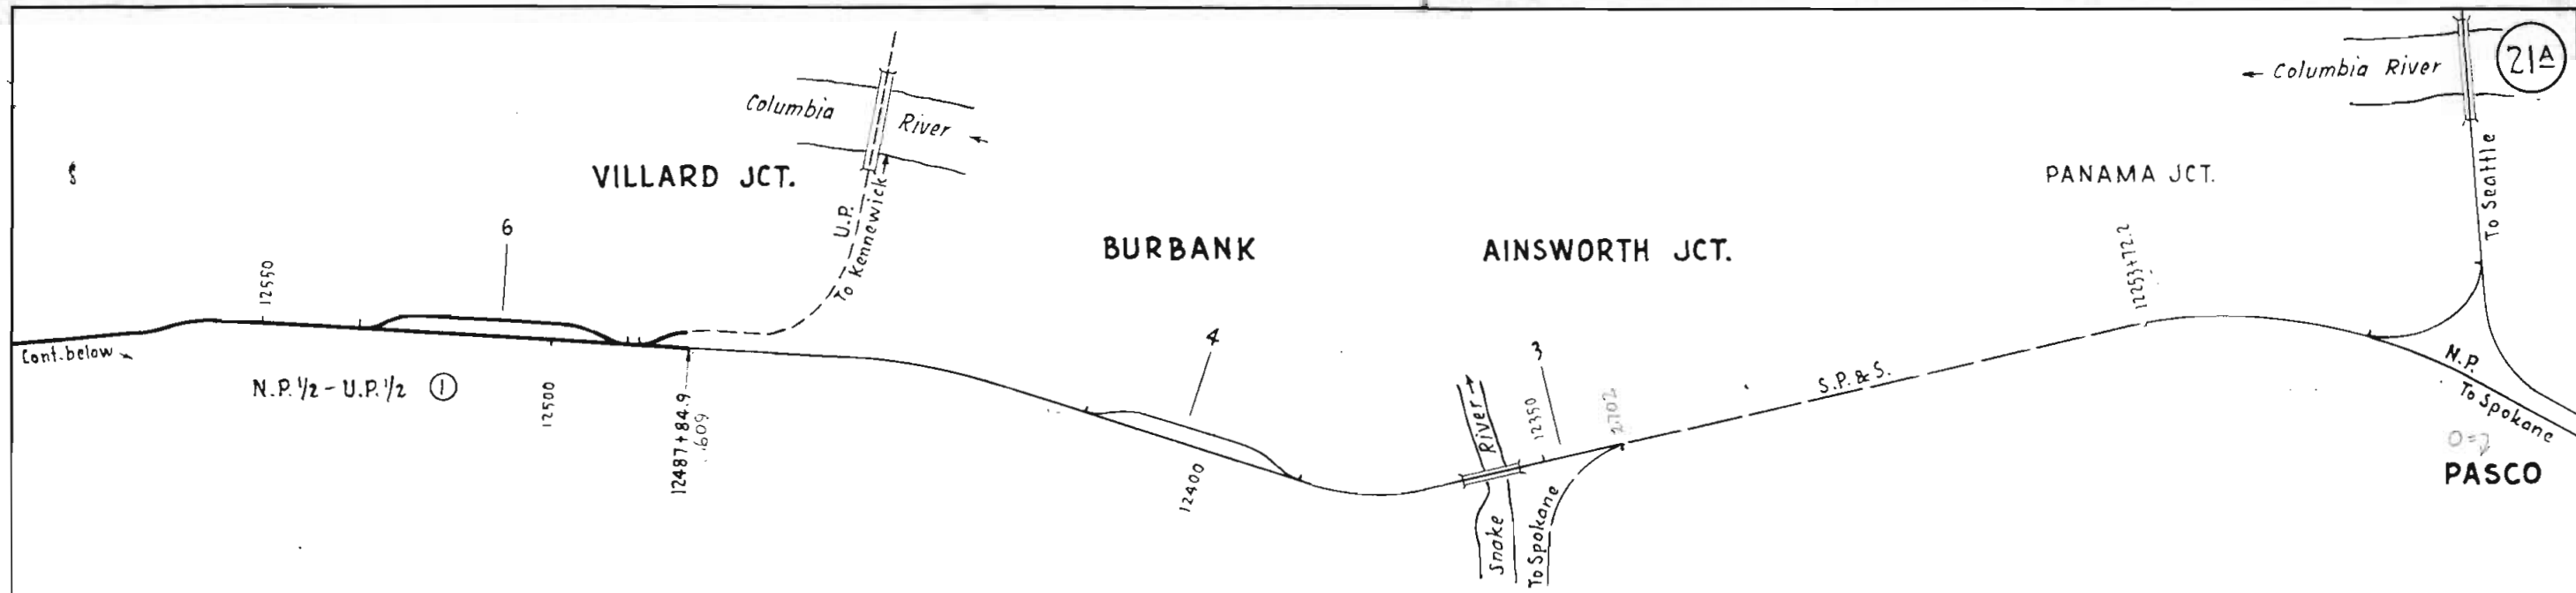 21A
← Columbia River
Columbia River ←
VILLARD JCT.
PANAMA JCT.
To Seattle
U.P.
To Kennewick
BURBANK
AINSWORTH JCT.
6
12550
12253+72.2
4
3
Cont. below
N.P. 1/2 - U.P. 1/2 ①
12500
12487+84.9
.609
12400
River →
Snake
12350
2702
To Spokane
S.P. & S.
N.P.
To Spokane
PASCO